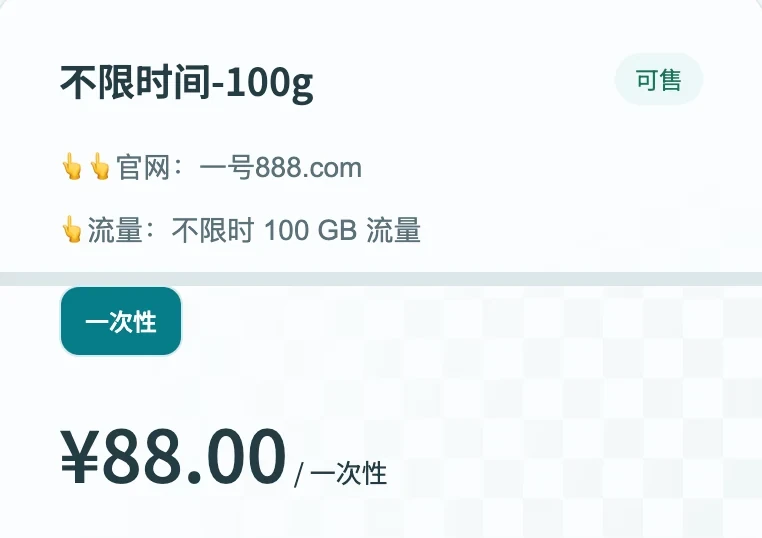 不限时间-100g
可售
👆👆官网：一号888.com
👆流量：不限时 100 GB 流量
一次性
¥88.00 / 一次性